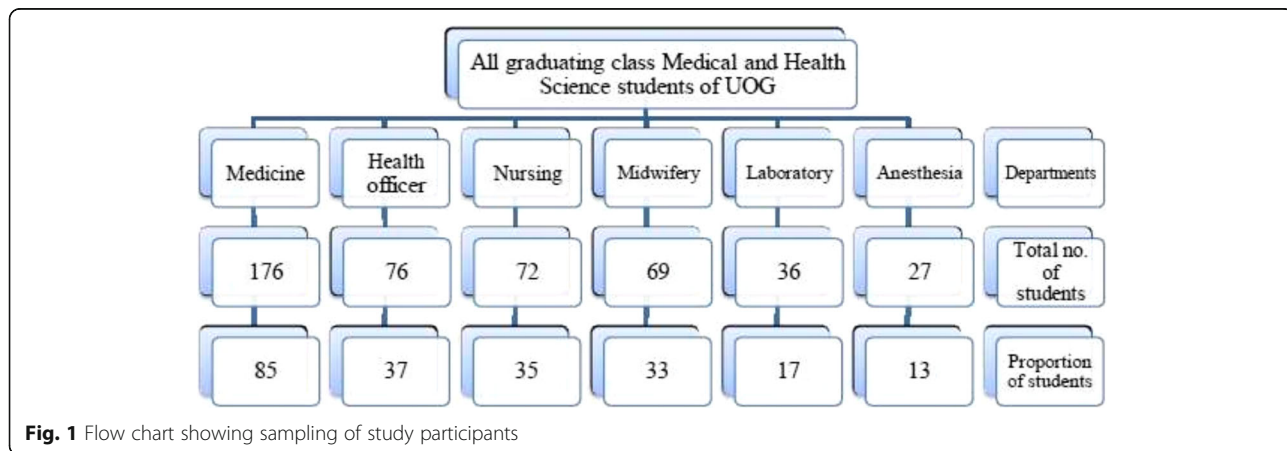 All graduating class Medical and Health
Science students of UOG
Medicine
Health
officer
Nursing
Midwifery
Laboratory
Anesthesia
Departments
176
76
72
69
36
27
Total no.
of
students
85
37
35
33
17
13
Proportion
of students
Fig. 1 Flow chart showing sampling of study participants